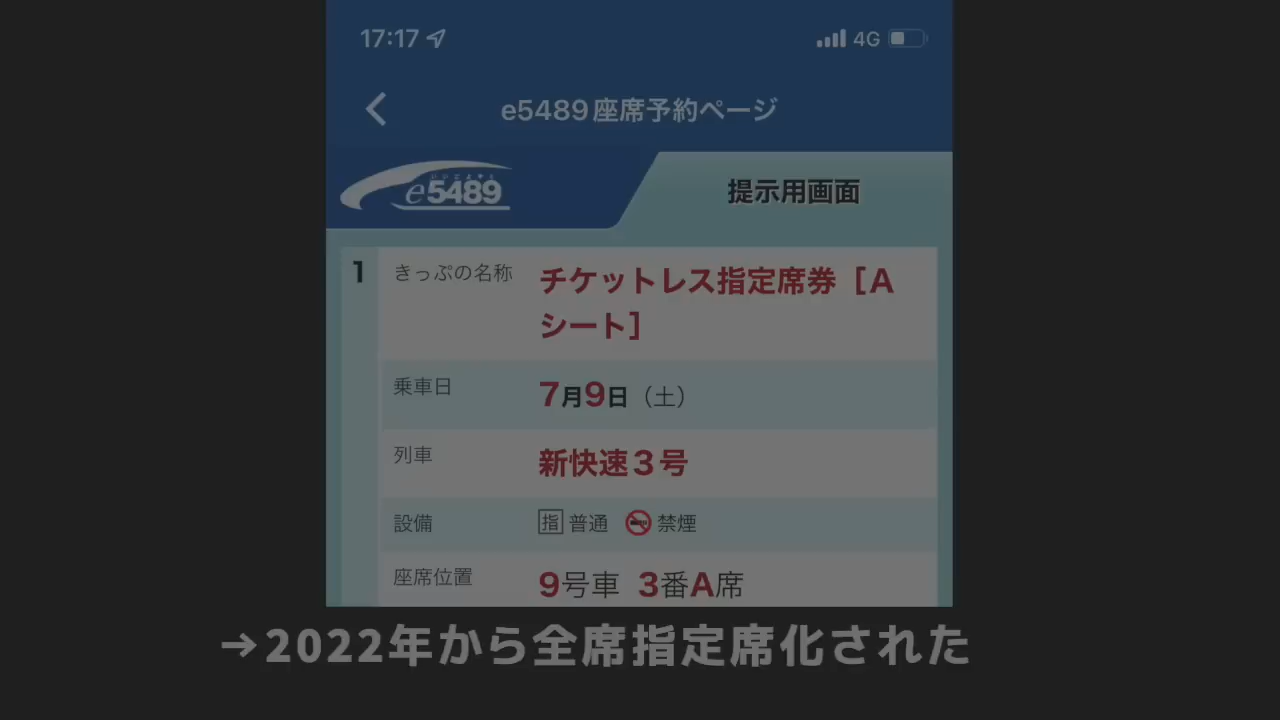 17:17
4G
e5489座席予約ページ
e5489
提示用画面
1
きっぷの名称
チケットレス指定席券［A
シート］
乗車日
7月9日（土）
列車
新快速３号
設備
指 普通 禁煙
座席位置
9号車 3番A席
→2022年から全席指定席化された